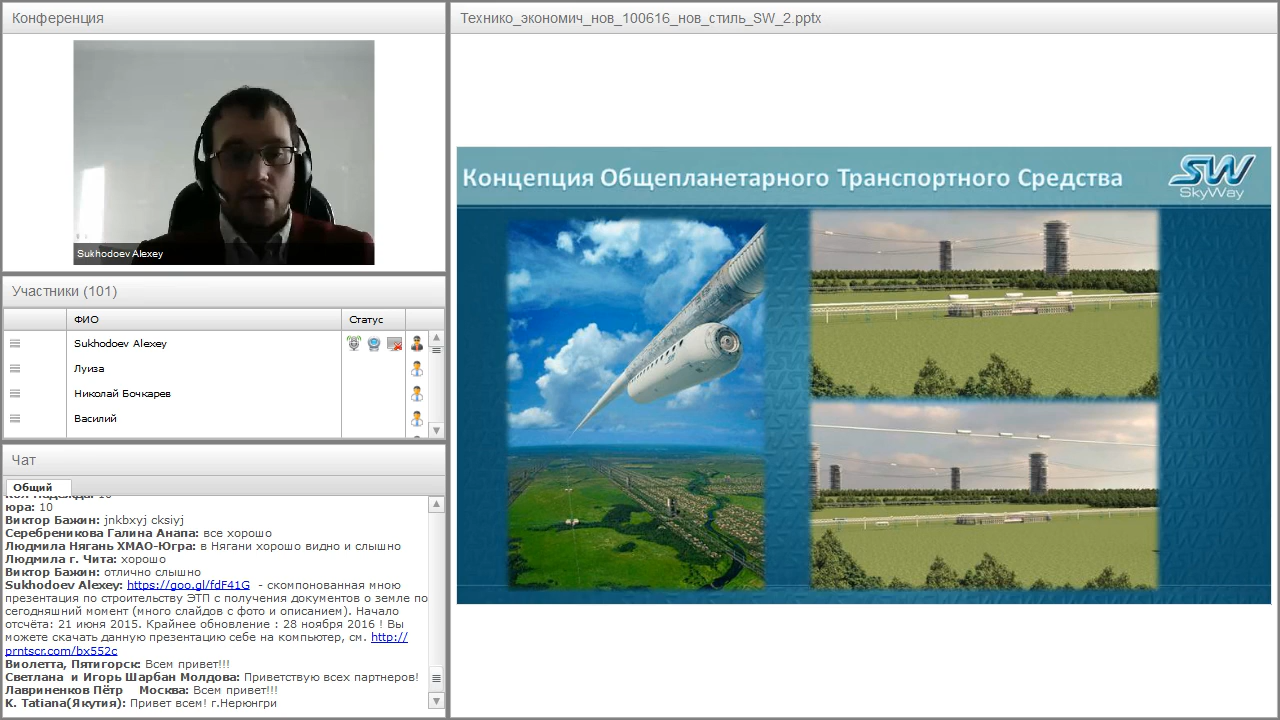 Конференция
Sukhodoev Alexey
Участники (101)
ФИО
Статус
Sukhodoev Alexey
Луиза
Николай Бочкарев
Василий
Чат
Общий
юра: 10
Виктор Бажин: jnkbxyj cksiyj
Серебреникова Галина Анапа: все хорошо
Людмила Нягань ХМАО-Югра: в Нягани хорошо видно и слышно
Людмила г. Чита: хорошо
Виктор Бажин: отлично слышно
Sukhodoev Alexey: https://goo.gl/fdF41G - скомпонованная мною
презентация по строительству ЭТП с получения документов о земле по
сегодняшний момент (много слайдов с фото и описанием). Начало
отсчёта: 21 июня 2015. Крайнее обновление : 28 ноября 2016 ! Вы
можете скачать данную презентацию себе на компьютер, см. http://
prntscr.com/bx552c
Виолетта, Пятигорск: Всем привет!!!
Светлана и Игорь Шарбан Молдова: Приветствую всех партнеров!
Лавриненков Пётр Москва: Всем привет!!!
K. Tatiana(Якутия): Привет всем! г.Нерюнгри
Технико_экономич_нов_100616_нов_стиль_SW_2.pptx
Концепция Общепланетарного Транспортного Средства
SW
SkyWay